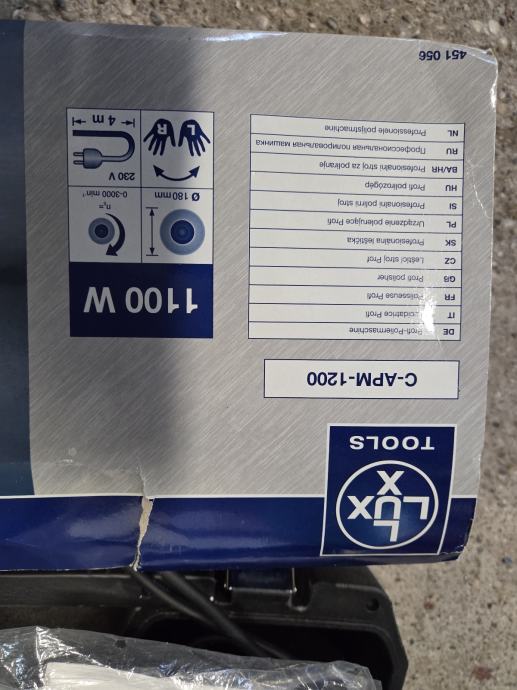 LUX
TOOLS
C-APM-1200
DE Profi-Poliermaschine
IT Lucidatrice Profi
FR Polisseuse Profi
GB Profi polisher
CZ Leštící stroj Profi
SK Profesionálna leštička
PL Urządzenie polerujące Profi
SI Profesionalni polirni stroj
HU Profi polírozógép
BA/HR Profesionalni stroj za poliranje
RU Профессиональная полировальная машинка
NL Professionele polijstmachine
451 056
1100 W
Ø 180 mm
n₀=
0-3000 min⁻¹
L R
230 V
4 m